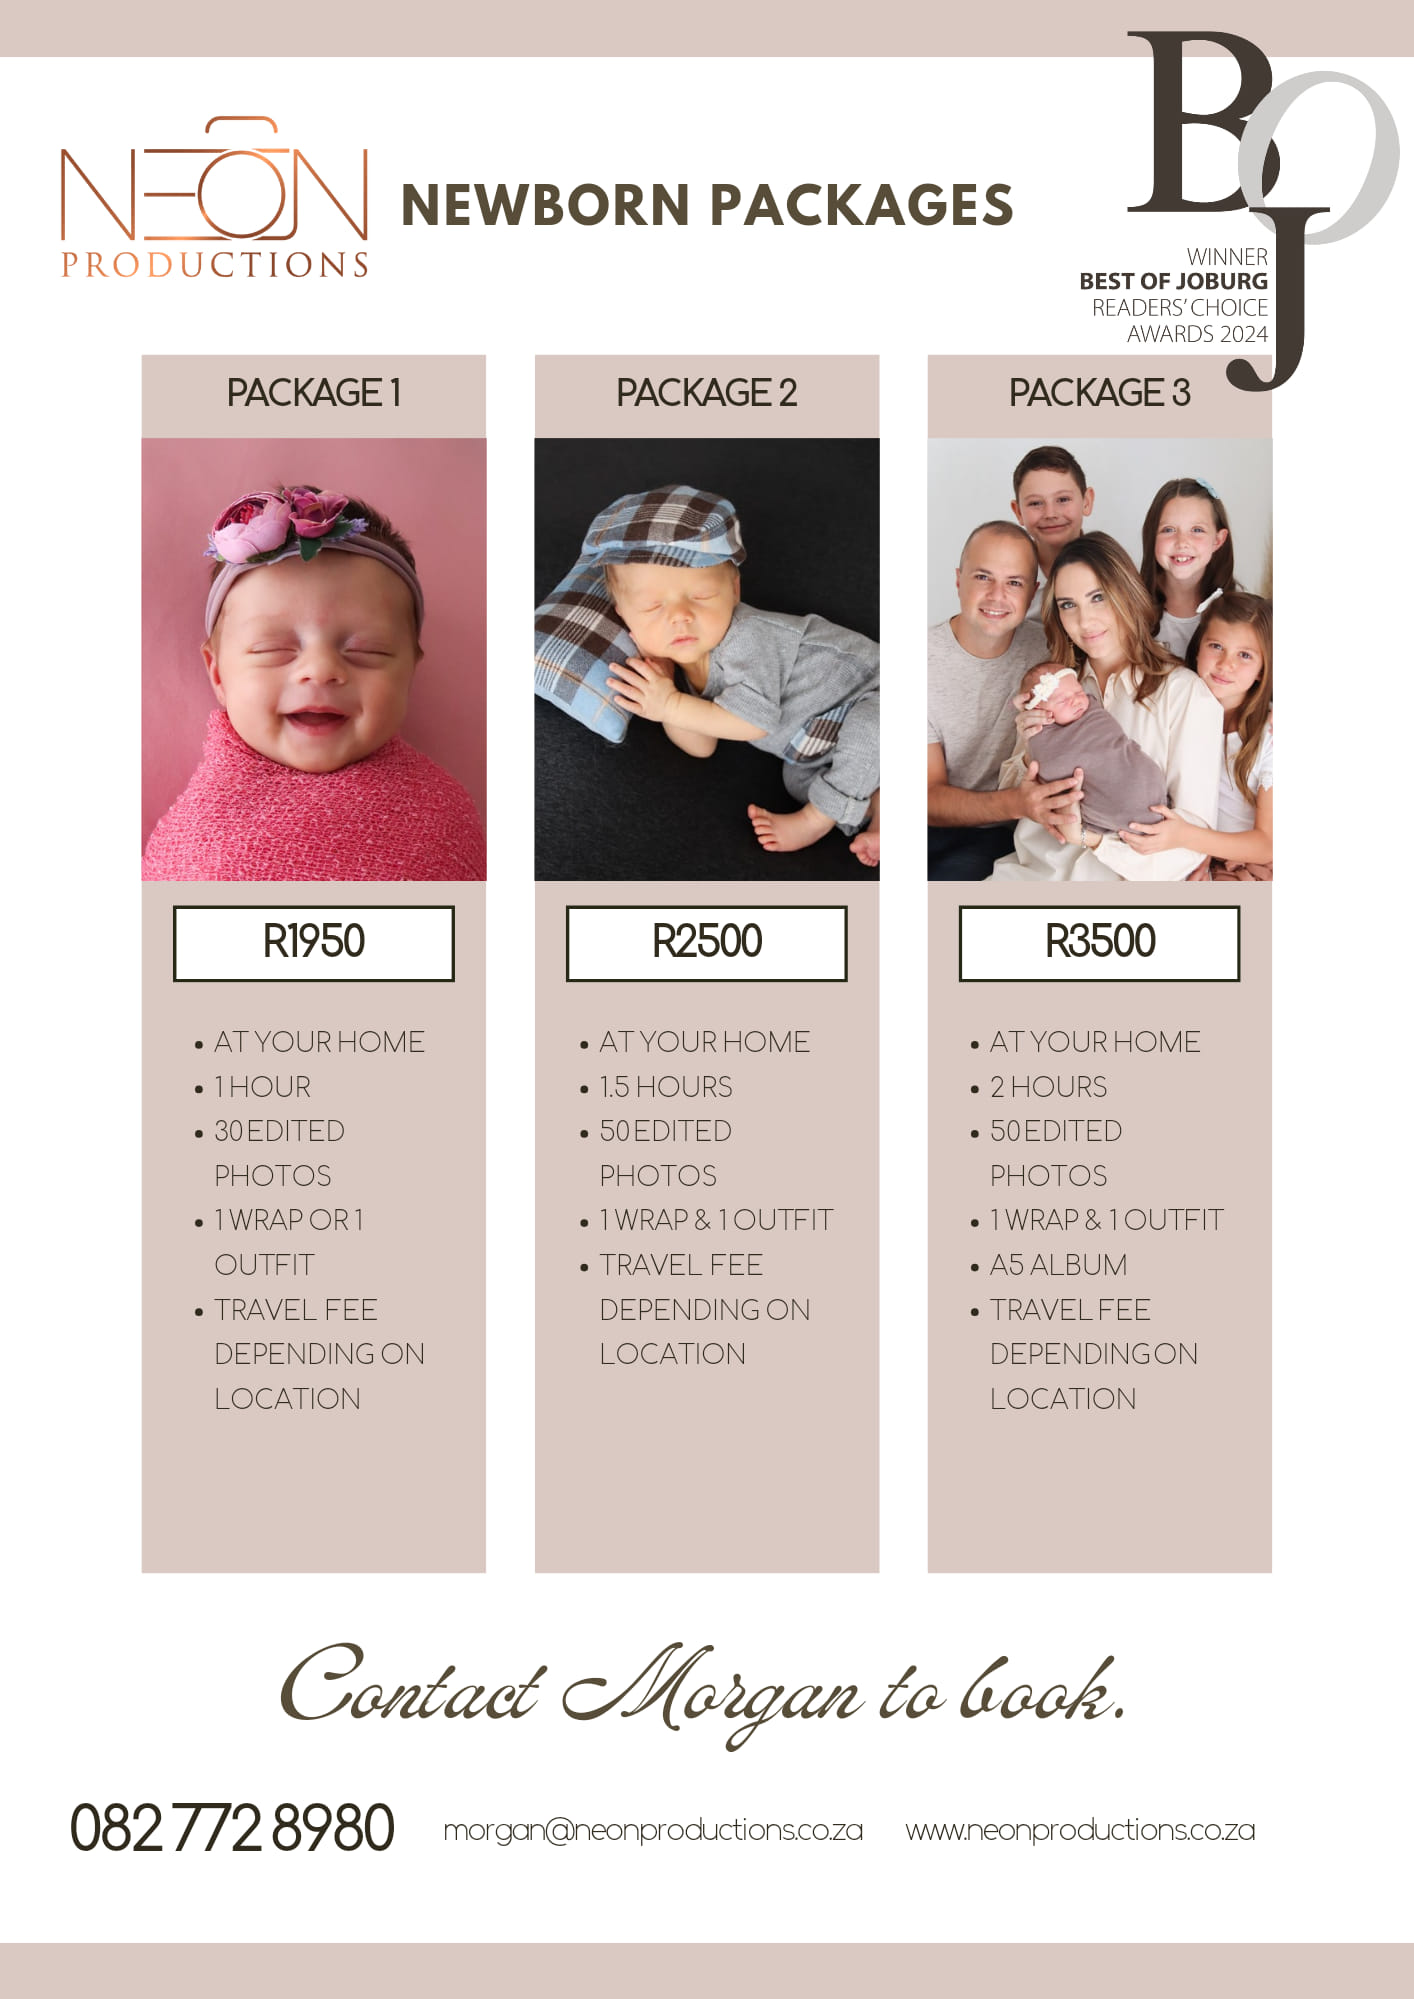 NEON
PRODUCTIONS
NEWBORN PACKAGES
BOJ
WINNER
BEST OF JOBURG
READERS' CHOICE
AWARDS 2024
PACKAGE 1
R1950
• AT YOUR HOME
• 1 HOUR
• 30 EDITED
PHOTOS
• 1 WRAP OR 1
OUTFIT
• TRAVEL FEE
DEPENDING ON
LOCATION
PACKAGE 2
R2500
• AT YOUR HOME
• 1.5 HOURS
• 50 EDITED
PHOTOS
• 1 WRAP & 1 OUTFIT
• TRAVEL FEE
DEPENDING ON
LOCATION
PACKAGE 3
R3500
• AT YOUR HOME
• 2 HOURS
• 50 EDITED
PHOTOS
• 1 WRAP & 1 OUTFIT
• A5 ALBUM
• TRAVEL FEE
DEPENDING ON
LOCATION
Contact Morgan to book.
082 772 8980
morgan@neonproductions.co.za
www.neonproductions.co.za